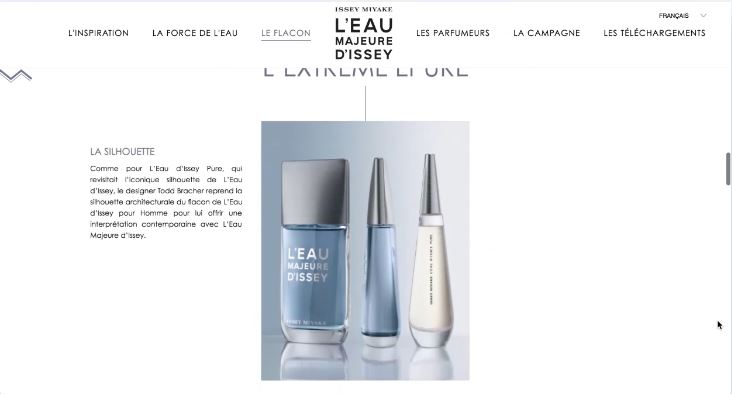 ISSEY MIYAKE
FRANÇAIS
L'INSPIRATION
LA FORCE DE L'EAU
LE FLACON
L'EAU
MAJEURE
D'ISSEY
LES PARFUMEURS
LA CAMPAGNE
LES TÉLÉCHARGEMENTS
L'EXTRÊME ÉPURE
LA SILHOUETTE
Comme pour L'Eau d'Issey Pure, qui
revisitait l'iconique silhouette de L'Eau
d'Issey, le designer Todd Bracher reprend la
silhouette architecturale du flacon de L'Eau
d'Issey pour Homme pour lui offrir une
interprétation contemporaine avec L'Eau
Majeure d'Issey.
L'EAU
MAJEURE
D'ISSEY
ISSEY MIYAKE